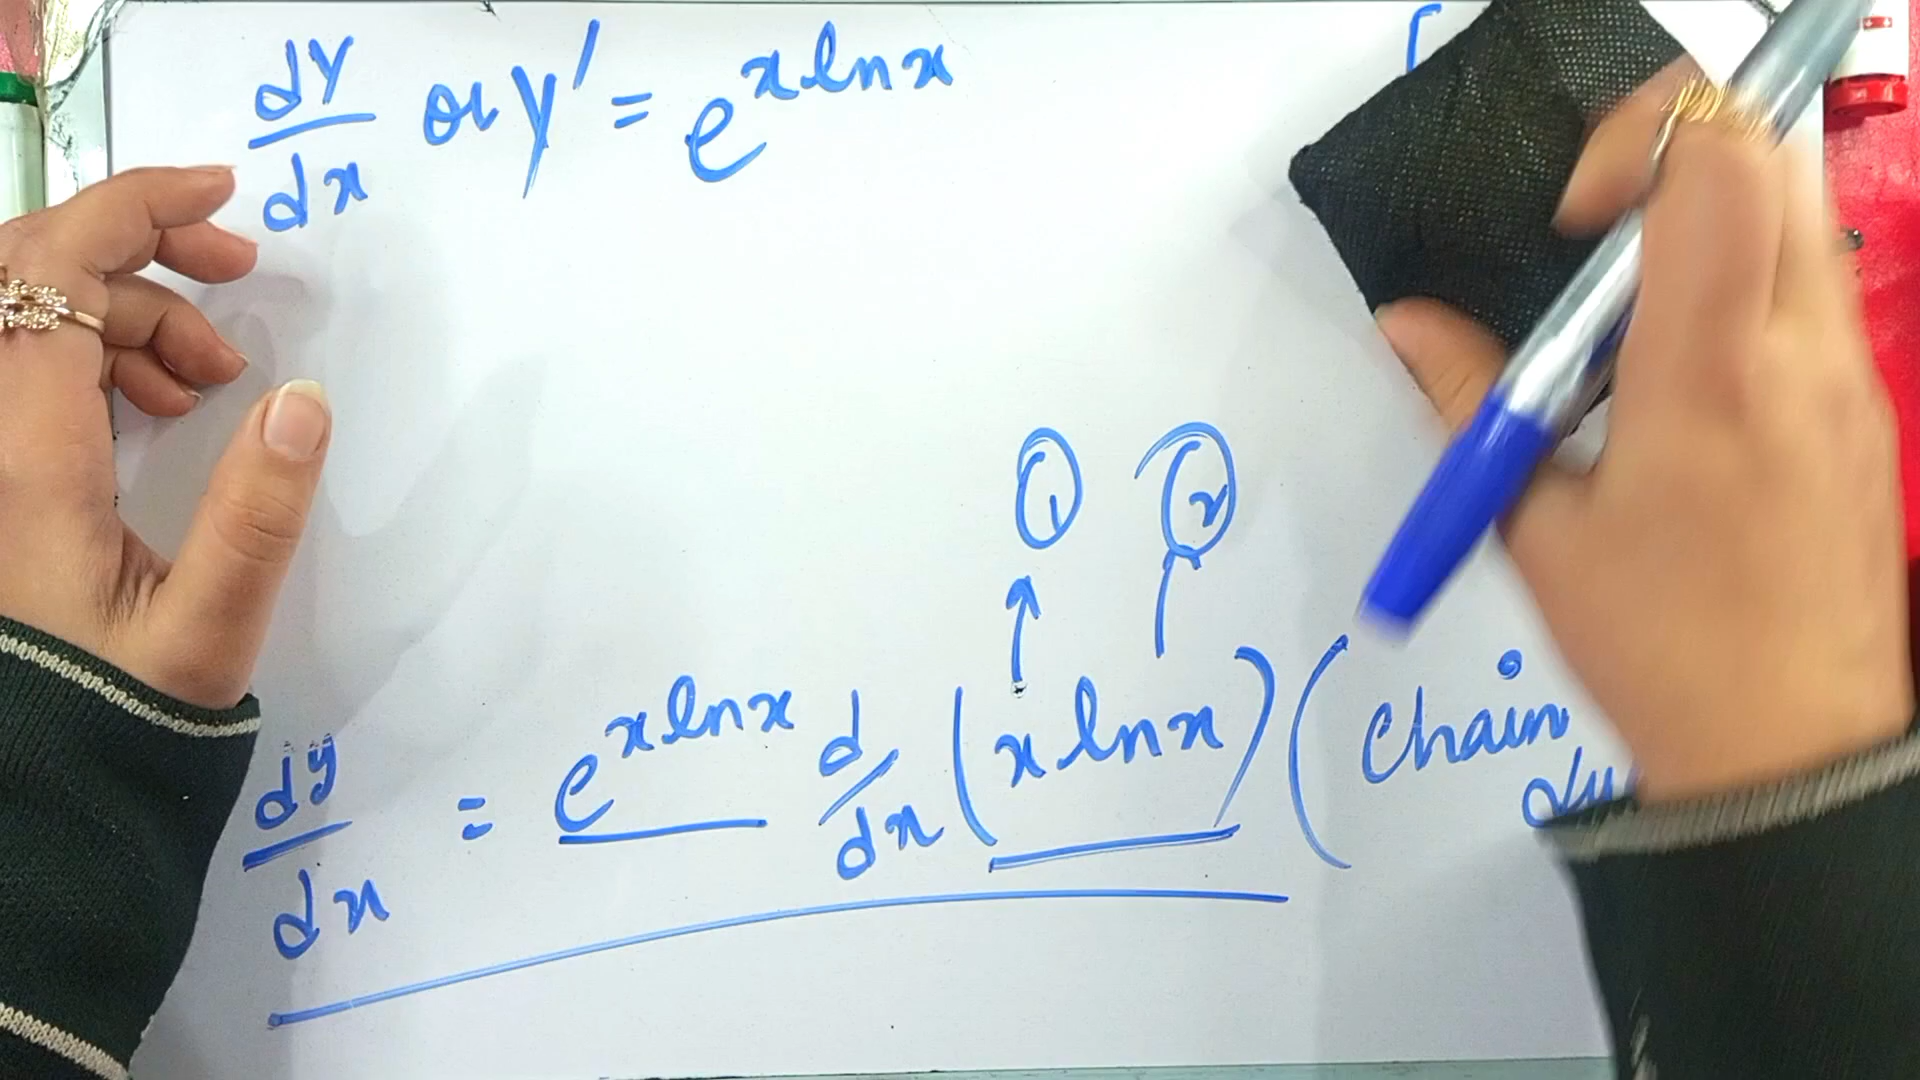 dy/dx or y' = e^{x ln x}
① ②
dy/dx = e^{x ln x} d/dx (x ln x) (chain